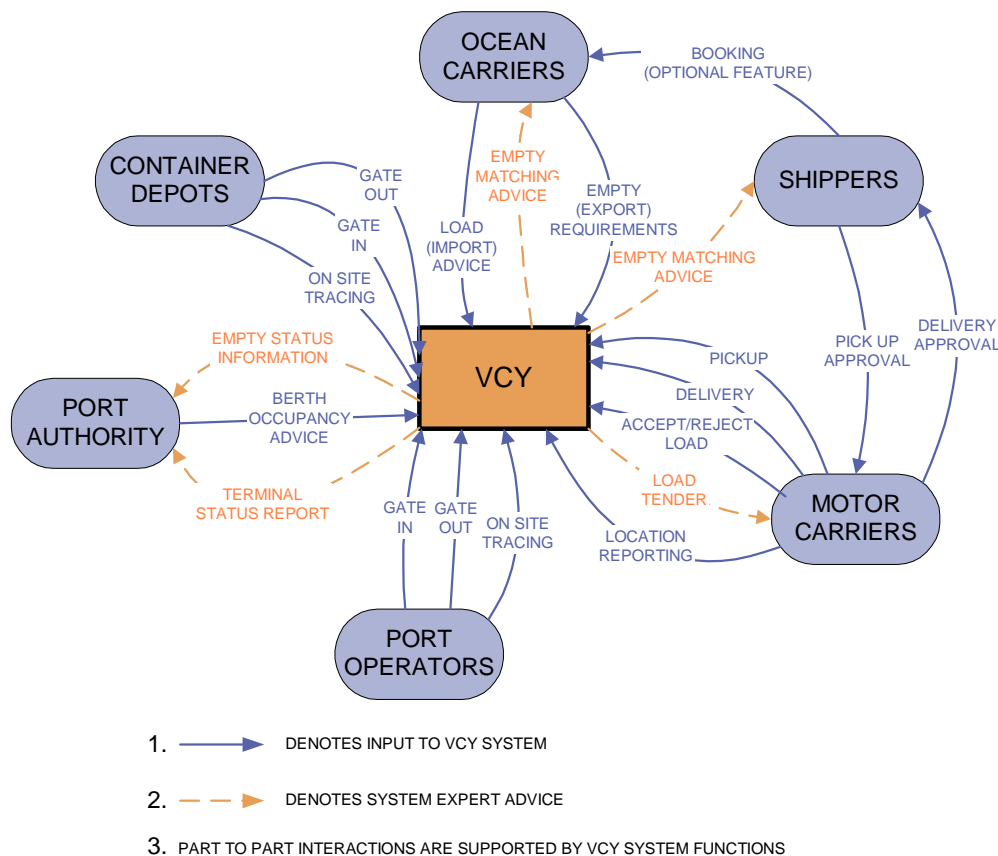 OCEAN
CARRIERS
BOOKING
(OPTIONAL FEATURE)
CONTAINER
DEPOTS
SHIPPERS
GATE
OUT
GATE
IN
ON SITE
TRACING
EMPTY
MATCHING
ADVICE
LOAD
(IMPORT)
ADVICE
EMPTY
(EXPORT)
REQUIREMENTS
EMPTY MATCHING
ADVICE
EMPTY STATUS
INFORMATION
VCY
PICKUP
PICK UP
APPROVAL
DELIVERY
APPROVAL
PORT
AUTHORITY
BERTH
OCCUPANCY
ADVICE
DELIVERY
ACCEPT/REJECT
LOAD
TERMINAL
STATUS REPORT
LOAD
TENDER
MOTOR
CARRIERS
GATE
IN
GATE
OUT
ON SITE
TRACING
LOCATION
REPORTING
PORT
OPERATORS
1. DENOTES INPUT TO VCY SYSTEM
2. DENOTES SYSTEM EXPERT ADVICE
3. PART TO PART INTERACTIONS ARE SUPPORTED BY VCY SYSTEM FUNCTIONS